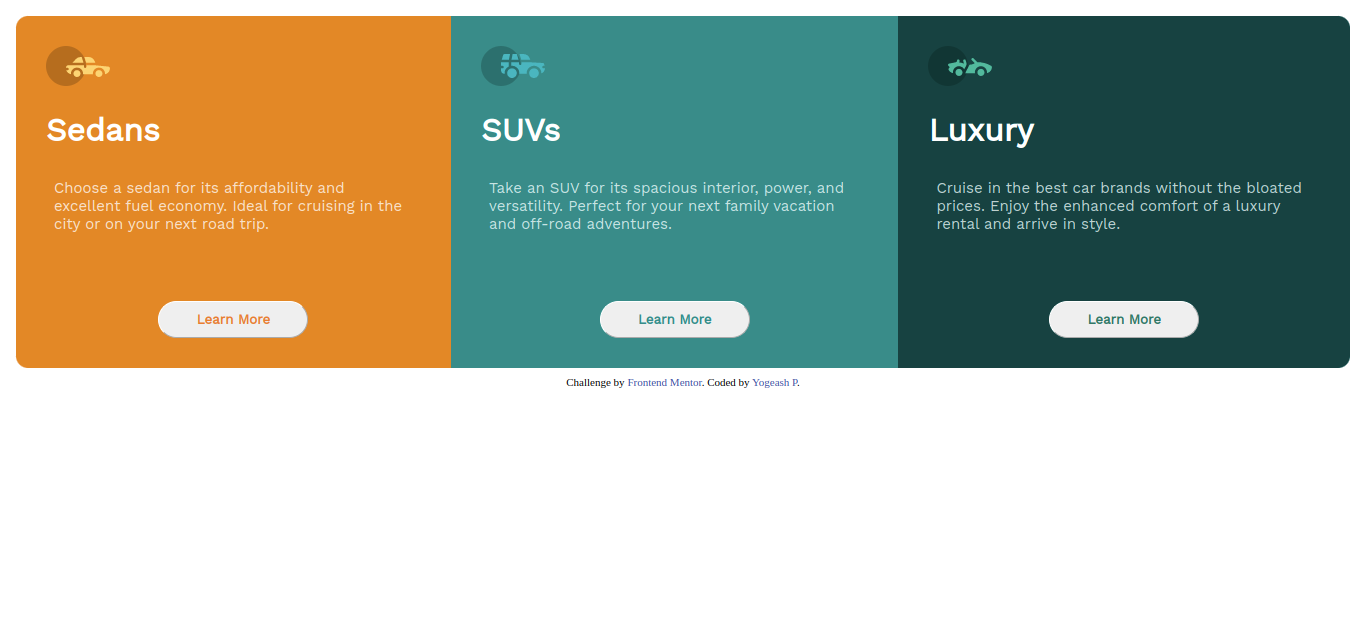 Sedans
Choose a sedan for its affordability and
excellent fuel economy. Ideal for cruising in the
city or on your next road trip.
Learn More
SUVs
Take an SUV for its spacious interior, power, and
versatility. Perfect for your next family vacation
and off-road adventures.
Learn More
Luxury
Cruise in the best car brands without the bloated
prices. Enjoy the enhanced comfort of a luxury
rental and arrive in style.
Learn More
Challenge by Frontend Mentor. Coded by Yogeash P.